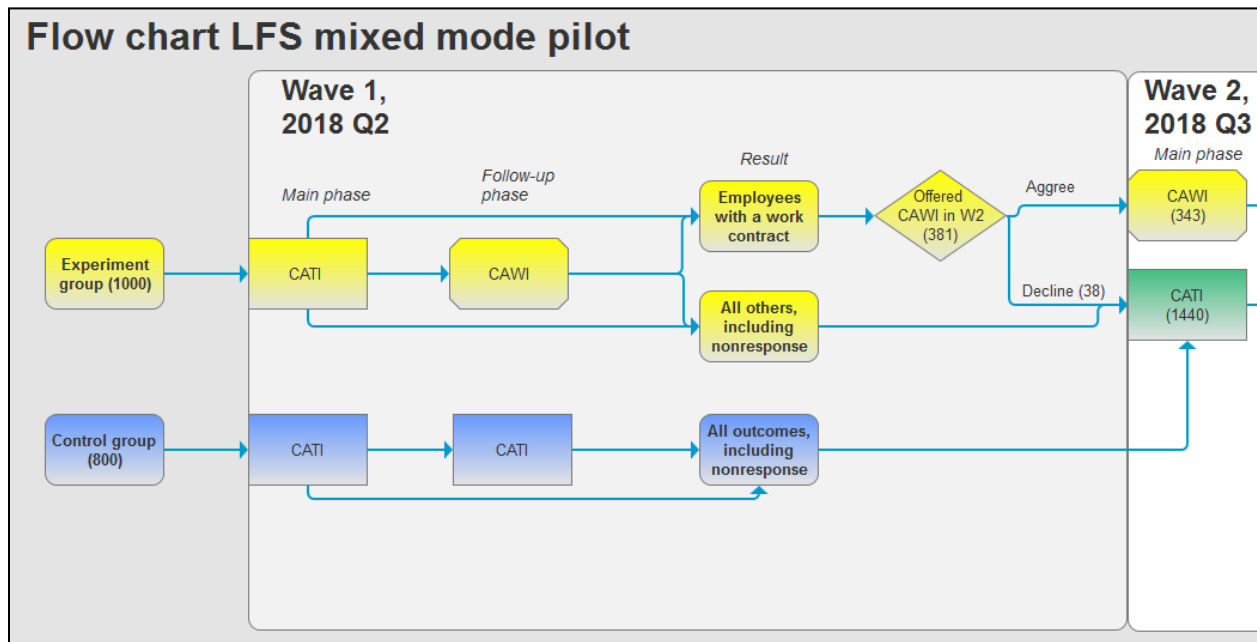 Flow chart LFS mixed mode pilot
Wave 1,
2018 Q2
Wave 2,
2018 Q3
Main phase
Follow-up
phase
Result
Main phase
Experiment
group (1000)
CATI
CAWI
Employees
with a work
contract
Offered
CAWI in W2
(381)
Aggree
CAWI
(343)
All others,
including
nonresponse
Decline (38)
CATI
(1440)
Control group
(800)
CATI
CATI
All outcomes,
including
nonresponse